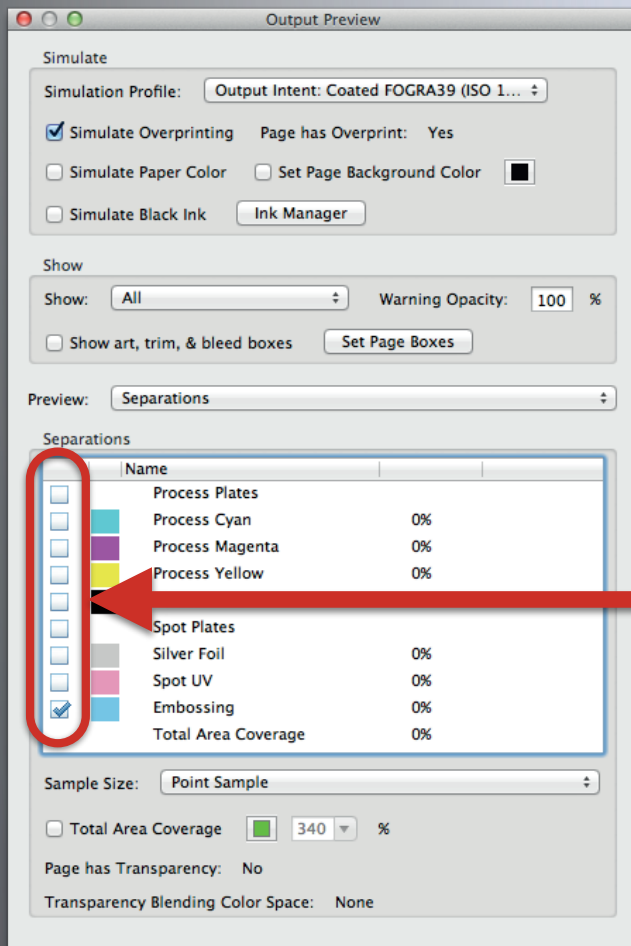 Output Preview
Simulate
Simulation Profile: Output Intent: Coated FOGRA39 (ISO 1...
Simulate Overprinting Page has Overprint: Yes
Simulate Paper Color Set Page Background Color
Simulate Black Ink Ink Manager
Show
Show: All Warning Opacity: 100 %
Show art, trim, & bleed boxes Set Page Boxes
Preview: Separations
Separations
Name
Process Plates
Process Cyan 0%
Process Magenta 0%
Process Yellow 0%
Spot Plates
Silver Foil 0%
Spot UV 0%
Embossing 0%
Total Area Coverage 0%
Sample Size: Point Sample
Total Area Coverage 340 %
Page has Transparency: No
Transparency Blending Color Space: None